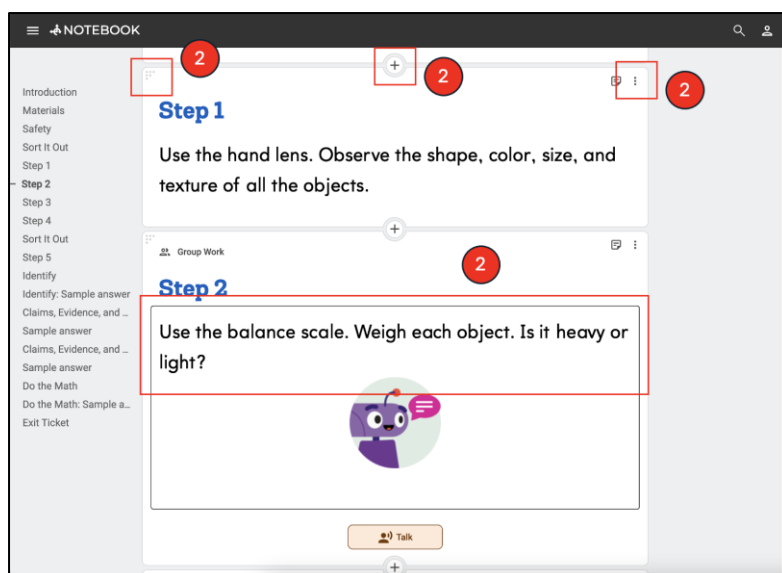 NOTEBOOK
2
2
2
Introduction
Materials
Safety
Sort It Out
Step 1
Step 2
Step 3
Step 4
Sort It Out
Step 5
Identify
Identify: Sample answer
Claims, Evidence, and ...
Sample answer
Claims, Evidence, and ...
Sample answer
Do the Math
Do the Math: Sample a...
Exit Ticket
Step 1
Use the hand lens. Observe the shape, color, size, and
texture of all the objects.
Group Work
2
Step 2
Use the balance scale. Weigh each object. Is it heavy or
light?
Talk